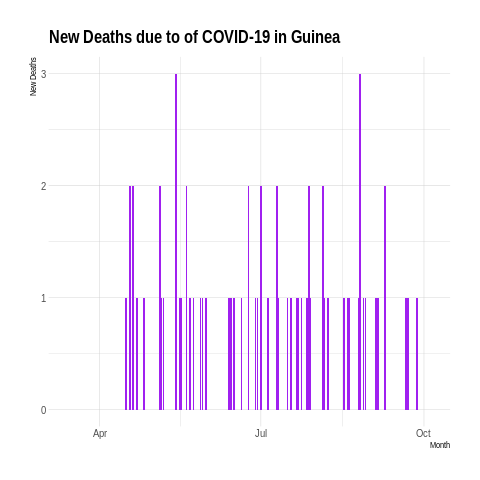 New Deaths due to of COVID-19 in Guinea
New Deaths
3
2
1
0
Apr
Jul
Oct
Month